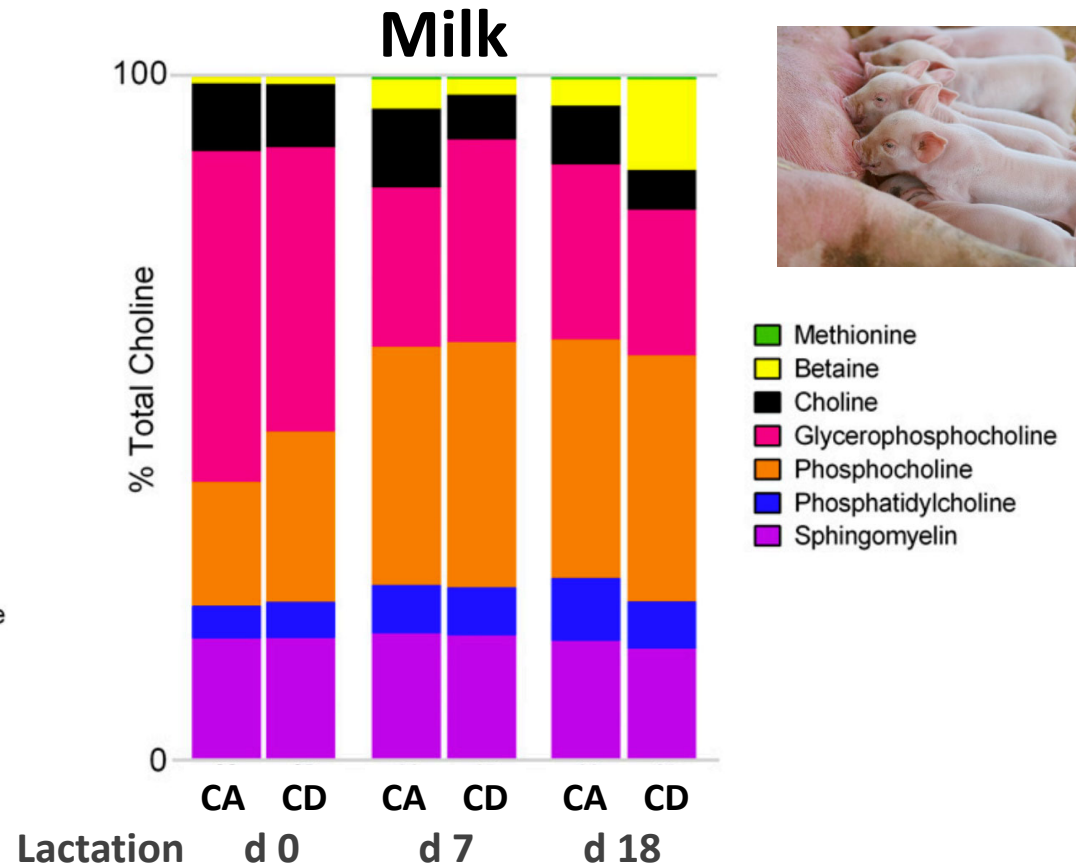 Milk
100
% Total Choline
0
CA CD CA CD CA CD
Lactation d 0 d 7 d 18
Methionine
Betaine
Choline
Glycerophosphocholine
Phosphocholine
Phosphatidylcholine
Sphingomyelin
e